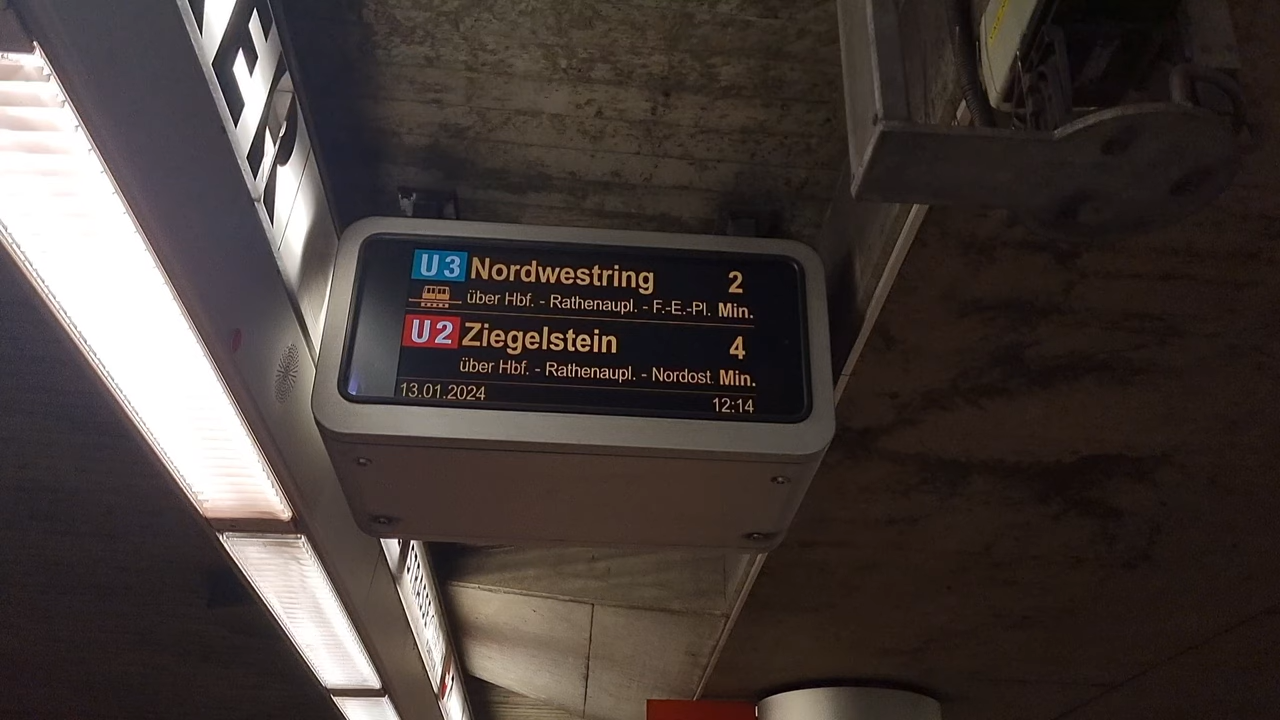 U3 Nordwestring 2
über Hbf. - Rathenaupl. - F.-E.-Pl. Min.
U2 Ziegelstein 4
über Hbf. - Rathenaupl. - Nordost. Min.
13.01.2024 12:14
STRASSE